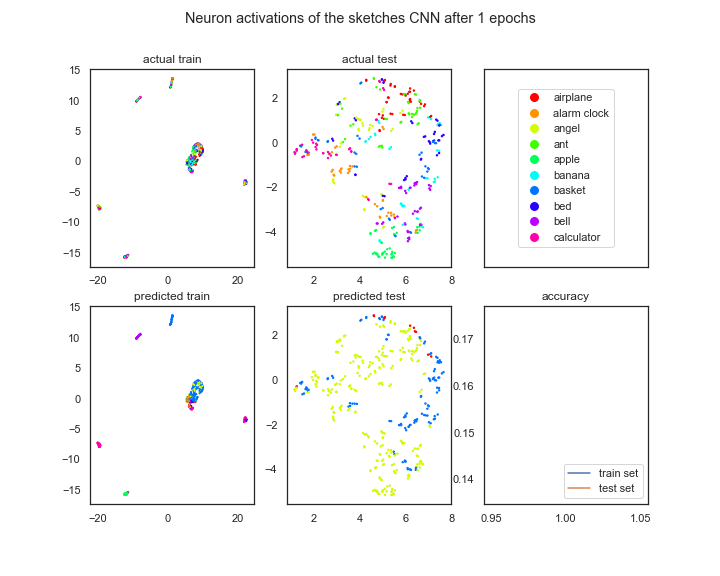 Neuron activations of the sketches CNN after 1 epochs
actual train
actual test
15
10
5
0
−5
−10
−15
−20
0
20
2
0
−2
−4
2
4
6
8
airplane
alarm clock
angel
ant
apple
banana
basket
bed
bell
calculator
predicted train
predicted test
accuracy
15
10
5
0
−5
−10
−15
−20
0
20
2
0
−2
−4
2
4
6
8
0.17
0.16
0.15
0.14
0.95
1.00
1.05
train set
test set